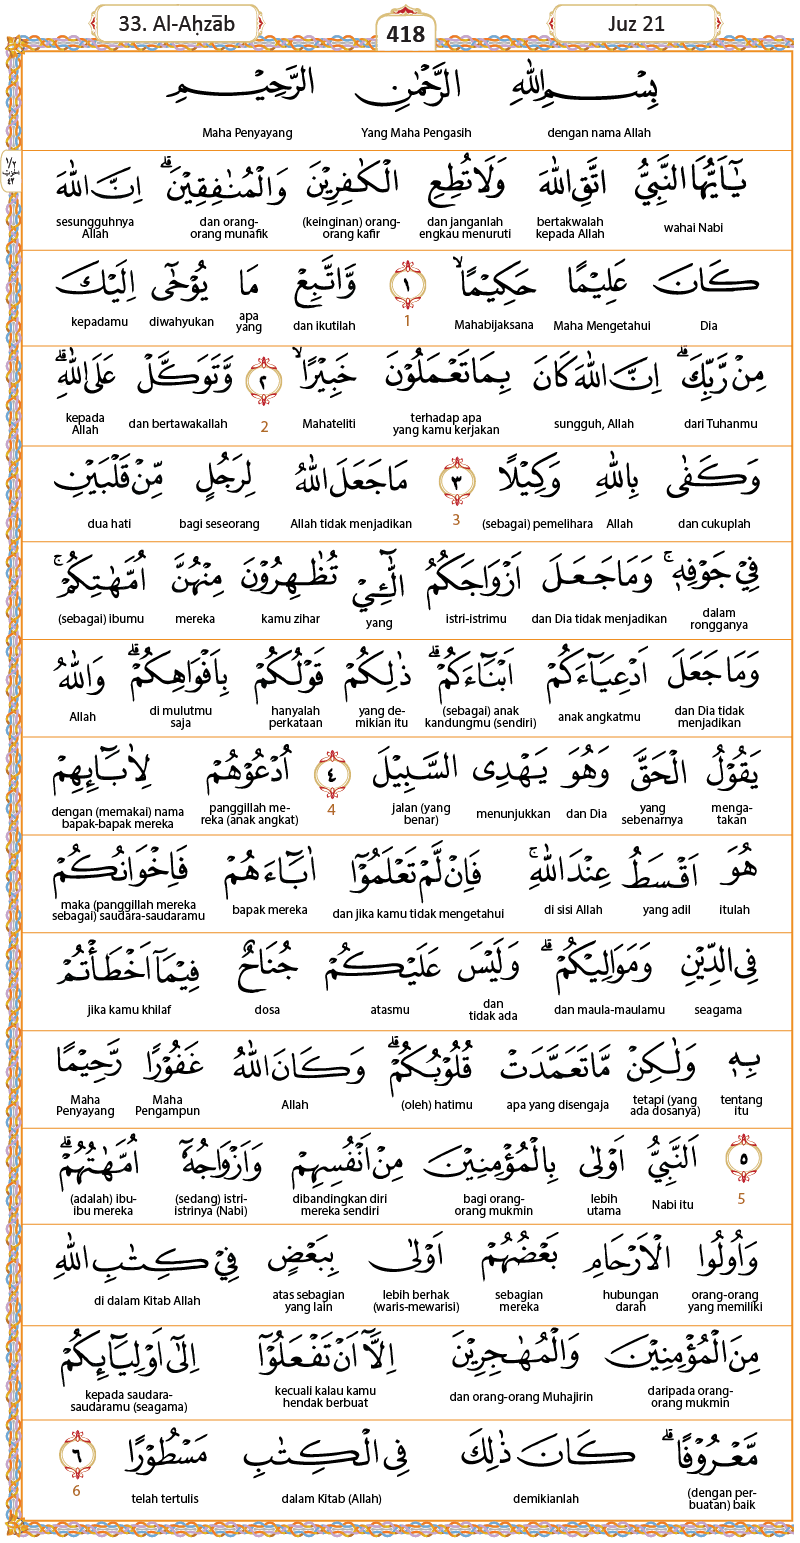 33. Al-Aḥzāb
418
Juz 21
بِسْمِ اللّٰهِ الرَّحْمٰنِ الرَّحِيْمِ
dengan nama Allah Yang Maha Pengasih Maha Penyayang
يٰٓاَيُّهَا النَّبِيُّ اتَّقِ اللّٰهَ وَلَا تُطِعِ الْكٰفِرِيْنَ وَالْمُنٰفِقِيْنَۗ اِنَّ اللّٰهَ
wahai Nabi bertakwalah kepada Allah dan janganlah engkau menuruti (keinginan) orang-orang kafir dan orang-orang munafik sesungguhnya Allah
كَانَ عَلِيْمًا حَكِيْمًاۙ ١ وَّاتَّبِعْ مَا يُوْحٰٓى اِلَيْكَ
Dia Maha Mengetahui Mahabijaksana 1 dan ikutilah apa yang diwahyukan kepadamu
مِنْ رَّبِّكَۗ اِنَّ اللّٰهَ كَانَ بِمَا تَعْمَلُوْنَ خَبِيْرًاۙ ٢ وَّتَوَكَّلْ عَلَى اللّٰهِۗ
dari Tuhanmu sungguh, Allah terhadap apa yang kamu kerjakan Mahateliti 2 dan bertawakallah kepada Allah
وَكَفٰى بِاللّٰهِ وَكِيْلًا ٣ مَا جَعَلَ اللّٰهُ لِرَجُلٍ مِّنْ قَلْبَيْنِ
dan cukuplah Allah (sebagai) pemelihara 3 Allah tidak menjadikan bagi seseorang dua hati
فِيْ جَوْفِهٖۚ وَمَا جَعَلَ اَزْوَاجَكُمُ الّٰـِٕۤيْ تُظٰهِرُوْنَ مِنْهُنَّ اُمَّهٰتِكُمْۚ
dalam rongganya dan Dia tidak menjadikan istri-istrimu yang kamu zihar mereka (sebagai) ibumu
وَمَا جَعَلَ اَدْعِيَاۤءَكُمْ اَبْنَاۤءَكُمْۗ ذٰلِكُمْ قَوْلُكُمْ بِاَفْوَاهِكُمْۗ وَاللّٰهُ
dan Dia tidak menjadikan anak angkatmu (sebagai) anak kandungmu (sendiri) yang de-mikian itu hanyalah perkataan di mulutmu saja Allah
يَقُوْلُ الْحَقَّ وَهُوَ يَهْدِى السَّبِيْلَ ٤ اُدْعُوْهُمْ لِاٰبَاۤىِٕهِمْ
menga-takan yang sebenarnya dan Dia menunjukkan jalan (yang benar) 4 panggillah me-reka (anak angkat) dengan (memakai) nama bapak-bapak mereka
هُوَ اَقْسَطُ عِنْدَ اللّٰهِۚ فَاِنْ لَّمْ تَعْلَمُوْٓا اٰبَاۤءَهُمْ فَاِخْوَانُكُمْ
itulah yang adil di sisi Allah dan jika kamu tidak mengetahui bapak mereka maka (panggillah mereka sebagai) saudara-saudaramu
فِى الدِّيْنِ وَمَوَالِيْكُمْۗ وَلَيْسَ عَلَيْكُمْ جُنَاحٌ فِيْمَآ اَخْطَأْتُمْ
seagama dan maula-maulamu dan tidak ada atasmu dosa jika kamu khilaf
بِهٖ وَلٰكِنْ مَّا تَعَمَّدَتْ قُلُوْبُكُمْۗ وَكَانَ اللّٰهُ غَفُوْرًا رَّحِيْمًا
tentang itu tetapi (yang ada dosanya) apa yang disengaja (oleh) hatimu Allah Maha Pengampun Maha Penyayang
٥ اَلنَّبِيُّ اَوْلٰى بِالْمُؤْمِنِيْنَ مِنْ اَنْفُسِهِمْ وَاَزْوَاجُهٗٓ اُمَّهٰتُهُمْۗ
5 Nabi itu lebih utama bagi orang-orang mukmin dibandingkan diri mereka sendiri (sedang) istri-istrinya (Nabi) (adalah) ibu-ibu mereka
وَاُولُوا الْاَرْحَامِ بَعْضُهُمْ اَوْلٰى بِبَعْضٍ فِيْ كِتٰبِ اللّٰهِ
orang-orang yang memiliki hubungan darah sebagian mereka lebih berhak (waris-mewarisi) atas sebagian yang lain di dalam Kitab Allah
مِنَ الْمُؤْمِنِيْنَ وَالْمُهٰجِرِيْنَ اِلَّآ اَنْ تَفْعَلُوْٓا اِلٰٓى اَوْلِيَاۤىِٕكُمْ
daripada orang-orang mukmin dan orang-orang Muhajirin kecuali kalau kamu hendak berbuat kepada saudara-saudaramu (seagama)
مَّعْرُوْفًاۗ كَانَ ذٰلِكَ فِى الْكِتٰبِ مَسْطُوْرًا ٦
(dengan per-buatan) baik demikianlah dalam Kitab (Allah) telah tertulis 6